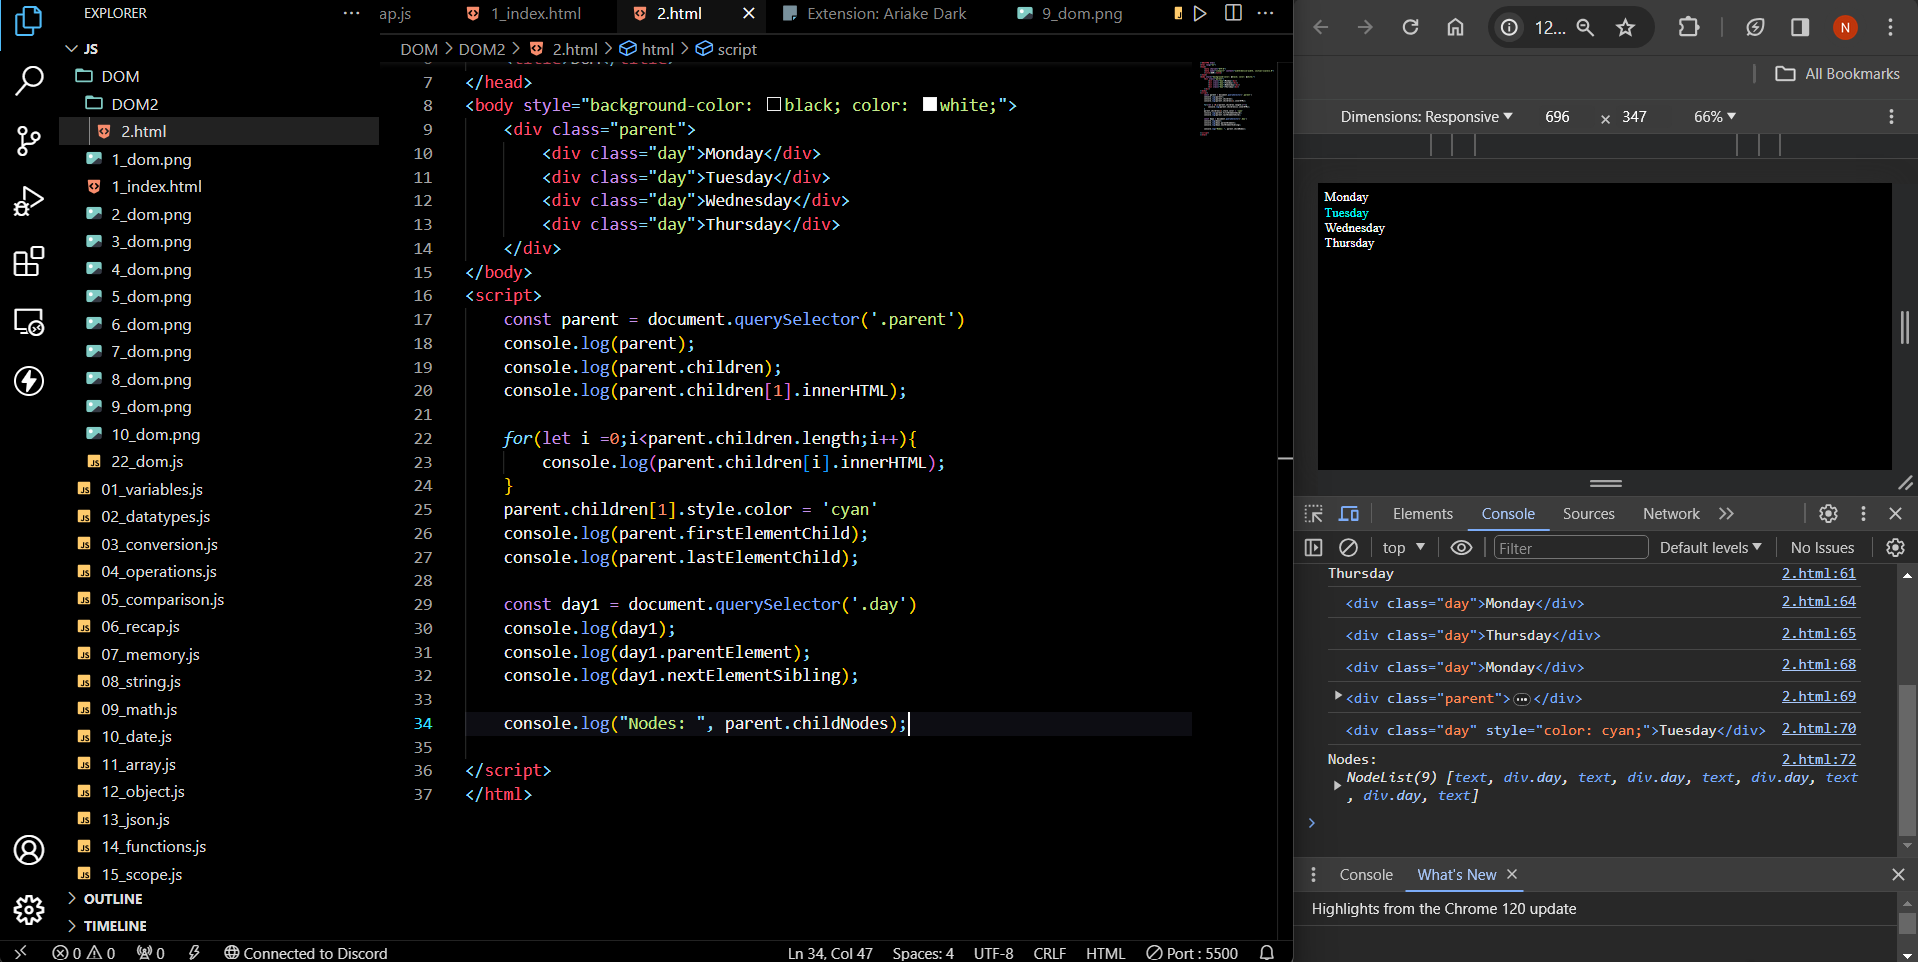 EXPLORER
JS
DOM
DOM2
2.html
1_dom.png
1_index.html
2_dom.png
3_dom.png
4_dom.png
5_dom.png
6_dom.png
7_dom.png
8_dom.png
9_dom.png
10_dom.png
22_dom.js
01_variables.js
02_datatypes.js
03_conversion.js
04_operations.js
05_comparison.js
06_recap.js
07_memory.js
08_string.js
09_math.js
10_date.js
11_array.js
12_object.js
13_json.js
14_functions.js
15_scope.js
OUTLINE
TIMELINE
ap.js 1_index.html 2.html Extension: Ariake Dark 9_dom.png
DOM > DOM2 > 2.html > html > script
7 </head>
8 <body style="background-color: black; color: white;">
9 <div class="parent">
10 <div class="day">Monday</div>
11 <div class="day">Tuesday</div>
12 <div class="day">Wednesday</div>
13 <div class="day">Thursday</div>
14 </div>
15 </body>
16 <script>
17 const parent = document.querySelector('.parent')
18 console.log(parent);
19 console.log(parent.children);
20 console.log(parent.children[1].innerHTML);
21
22 for(let i =0;i<parent.children.length;i++){
23 console.log(parent.children[i].innerHTML);
24 }
25 parent.children[1].style.color = 'cyan'
26 console.log(parent.firstElementChild);
27 console.log(parent.lastElementChild);
28
29 const day1 = document.querySelector('.day')
30 console.log(day1);
31 console.log(day1.parentElement);
32 console.log(day1.nextElementSibling);
33
34 console.log("Nodes: ", parent.childNodes);
35
36 </script>
37 </html>
0 0 0 Connected to Discord Ln 34, Col 47 Spaces: 4 UTF-8 CRLF HTML Port : 5500
12... N
All Bookmarks
Dimensions: Responsive 696 × 347 66%
Monday
Tuesday
Wednesday
Thursday
Elements Console Sources Network
top Filter Default levels No Issues
Thursday 2.html:61
<div class="day">Monday</div> 2.html:64
<div class="day">Thursday</div> 2.html:65
<div class="day">Monday</div> 2.html:68
<div class="parent">…</div> 2.html:69
<div class="day" style="color: cyan;">Tuesday</div> 2.html:70
Nodes: 2.html:72
NodeList(9) [text, div.day, text, div.day, text, div.day, text
, div.day, text]
Console What's New
Highlights from the Chrome 120 update